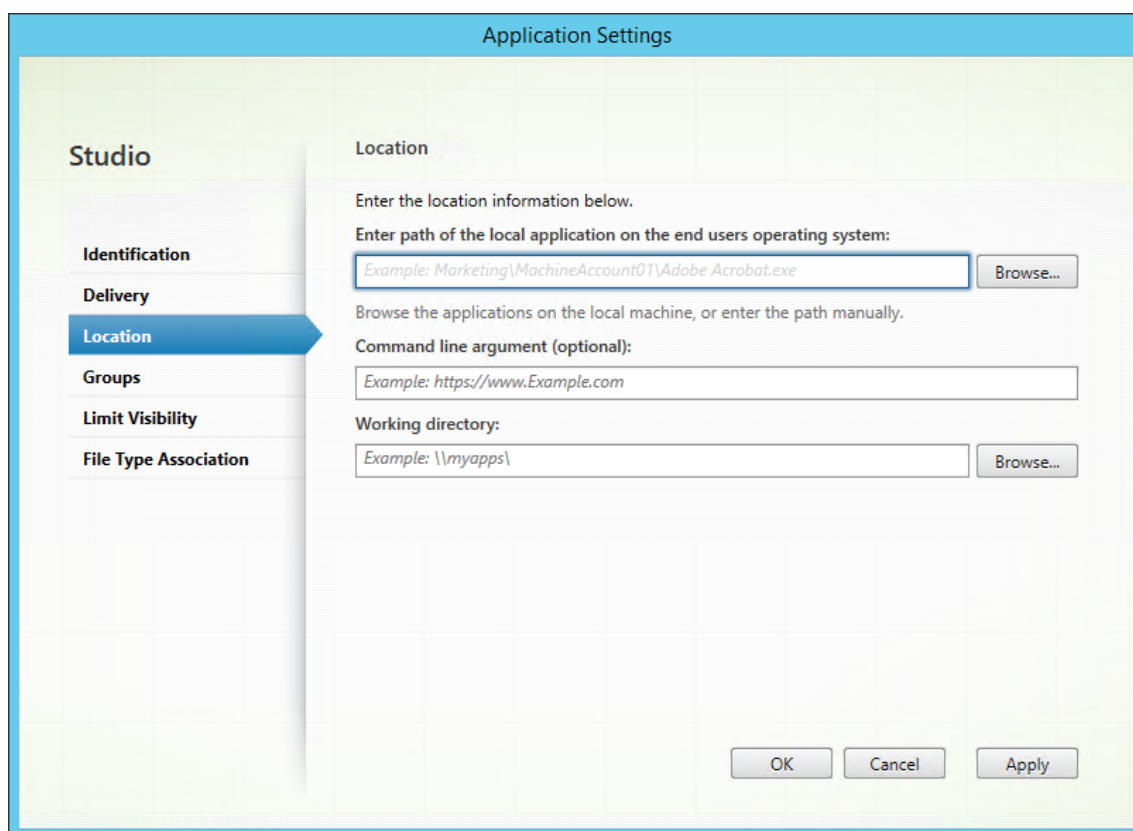 Application Settings
Studio
Identification
Delivery
Location
Groups
Limit Visibility
File Type Association
Location
Enter the location information below.
Enter path of the local application on the end users operating system:
Example: Marketing\MachineAccount01\Adobe Acrobat.exe
Browse...
Browse the applications on the local machine, or enter the path manually.
Command line argument (optional):
Example: https://www.Example.com
Working directory:
Example: \\myapps\
Browse...
OK
Cancel
Apply